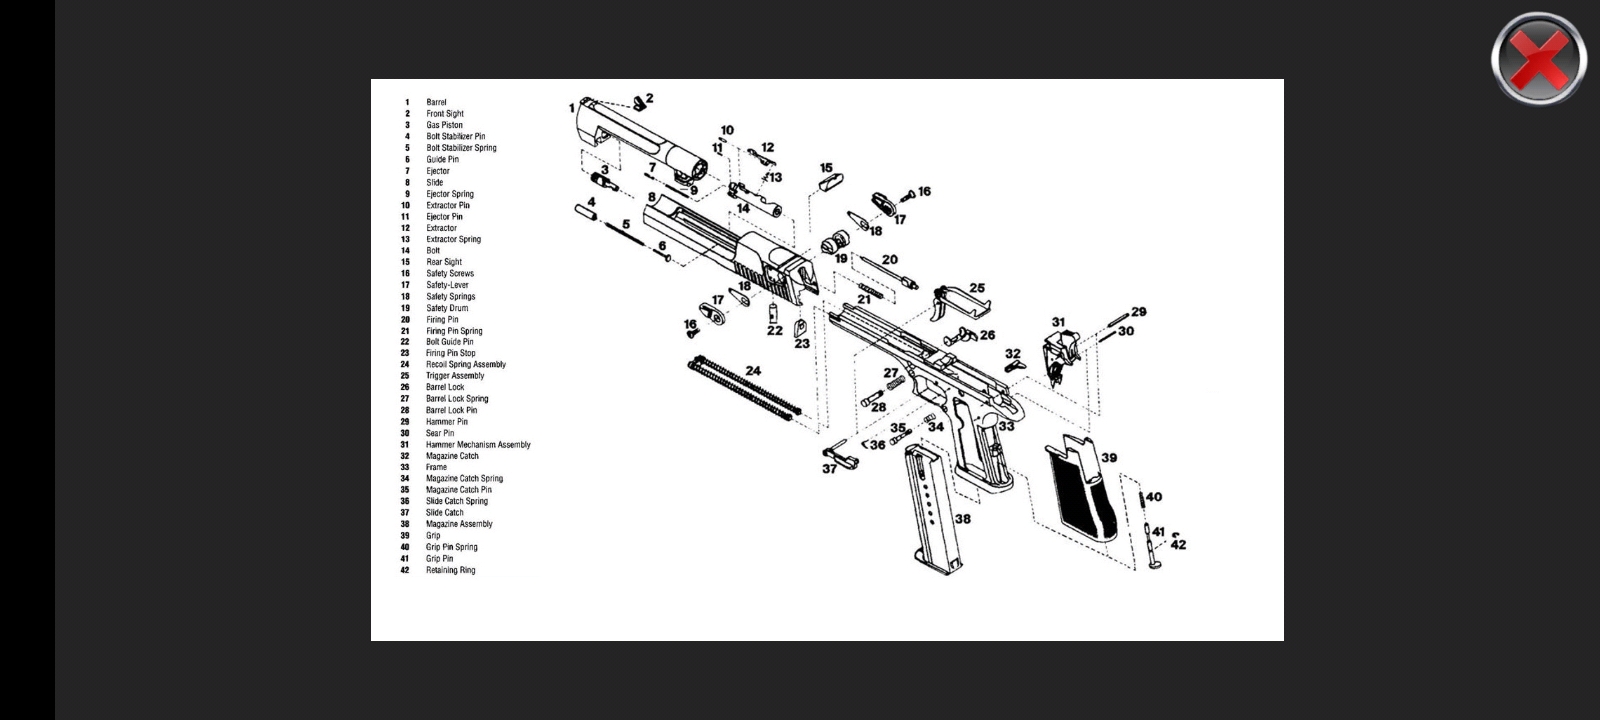 1 Barrel
2 Front Sight
3 Gas Piston
4 Bolt Stabilizer Pin
5 Bolt Stabilizer Spring
6 Guide Pin
7 Ejector
8 Slide
9 Ejector Spring
10 Extractor Pin
11 Ejector Pin
12 Extractor
13 Extractor Spring
14 Bolt
15 Rear Sight
16 Safety Screws
17 Safety-Lever
18 Safety Springs
19 Safety Drum
20 Firing Pin
21 Firing Pin Spring
22 Bolt Guide Pin
23 Firing Pin Stop
24 Recoil Spring Assembly
25 Trigger Assembly
26 Barrel Lock
27 Barrel Lock Spring
28 Barrel Lock Pin
29 Hammer Pin
30 Sear Pin
31 Hammer Mechanism Assembly
32 Magazine Catch
33 Frame
34 Magazine Catch Spring
35 Magazine Catch Pin
36 Slide Catch Spring
37 Slide Catch
38 Magazine Assembly
39 Grip
40 Grip Pin Spring
41 Grip Pin
42 Retaining Ring
1
2
10
11
12
13
7
9
3
8
14
15
16
17
18
4
5
6
19
20
21
25
18
17
16
22
23
26
31
29
30
32
24
27
28
35
34
36
33
37
38
39
40
41
42